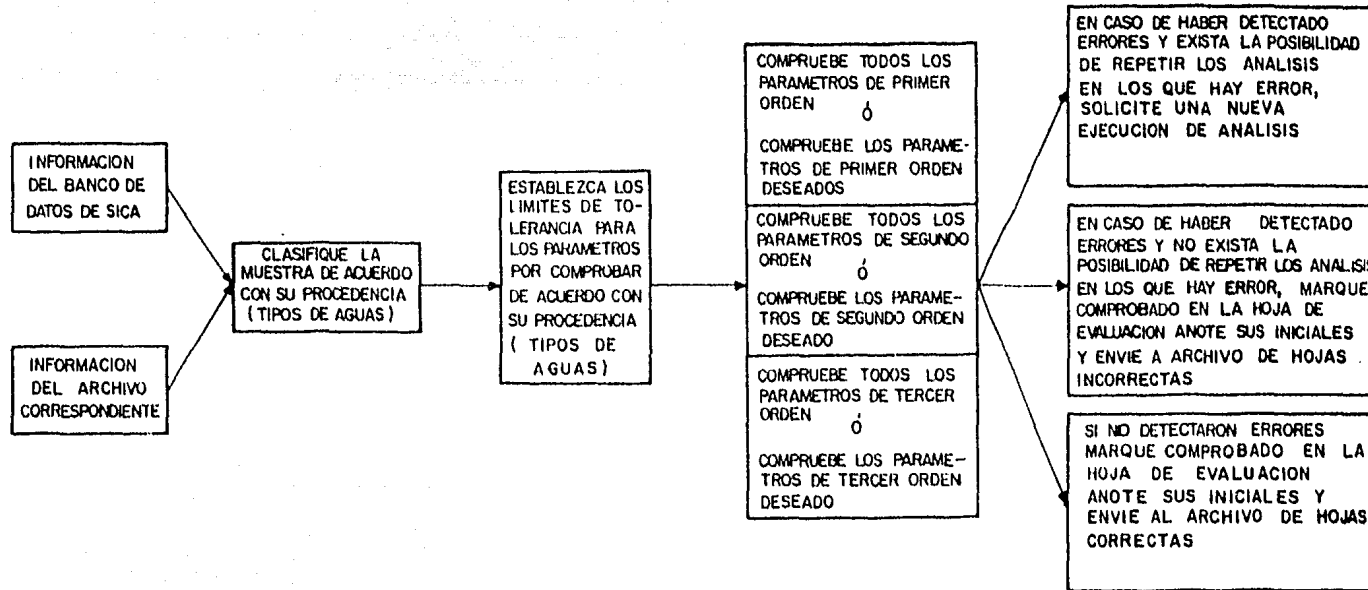 INFORMACION
DEL BANCO DE
DATOS DE SICA
INFORMACION
DEL ARCHIVO
CORRESPONDIENTE
CLASIFIQUE LA
MUESTRA DE ACUERDO
CON SU PROCEDENCIA
(TIPOS DE AGUAS)
ESTABLEZCA LOS
LIMITES DE TO-
LERANCIA PARA
LOS PARAMETROS
POR COMPROBAR
DE ACUERDO CON
SU PROCEDENCIA
( TIPOS DE
AGUAS)
COMPRUEBE TODOS LOS
PARAMETROS DE PRIMER
ORDEN
ó
COMPRUEBE LOS PARAME-
TROS DE PRIMER ORDEN
DESEADOS
COMPRUEBE TODOS LOS
PARAMETROS DE SEGUNDO
ORDEN
ó
COMPRUEBE LOS PARAME-
TROS DE SEGUNDO ORDEN
DESEADO
COMPRUEBE TODOS LOS
PARAMETROS DE TERCER
ORDEN
ó
COMPRUEBE LOS PARAME-
TROS DE TERCER ORDEN
DESEADO
EN CASO DE HABER DETECTADO
ERRORES Y EXISTA LA POSIBILIDAD
DE REPETIR LOS ANALISIS
EN LOS QUE HAY ERROR,
SOLICITE UNA NUEVA
EJECUCION DE ANALISIS
EN CASO DE HABER DETECTADO
ERRORES Y NO EXISTA LA
POSIBILIDAD DE REPETIR LOS ANALISIS
EN LOS QUE HAY ERROR, MARQUE
COMPROBADO EN LA HOJA DE
EVALUACION ANOTE SUS INICIALES
Y ENVIE A ARCHIVO DE HOJAS
INCORRECTAS
SI NO DETECTARON ERRORES
MARQUE COMPROBADO EN LA
HOJA DE EVALUACION
ANOTE SUS INICIALES Y
ENVIE AL ARCHIVO DE HOJAS
CORRECTAS